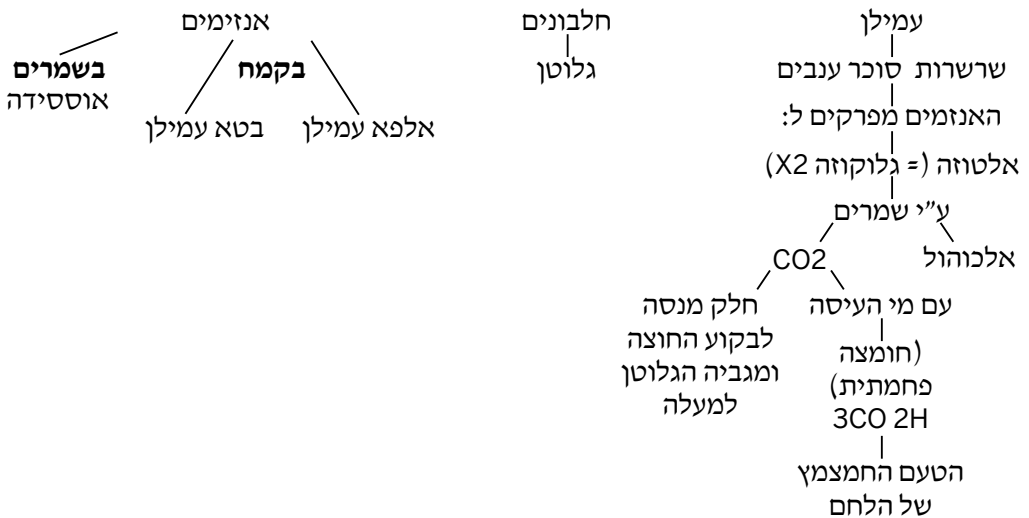 עמילן
שרשרות סוכר ענבים
האנזמים מפרקים ל:
אלטוזה (= גלוקוזה X2)
ע"י שמרים
אלכוהול
CO2
עם מי העיסה
(חומצה
פחמתית)
3CO 2H
הטעם החמצמץ
של הלחם
חלק מנסה
לבקוע החוצה
ומגביה הגלוטן
למעלה
חלבונים
גלוטן
אנזימים
בקמח
אלפא עמילן
בטא עמילן
בשמרים
אוססידה